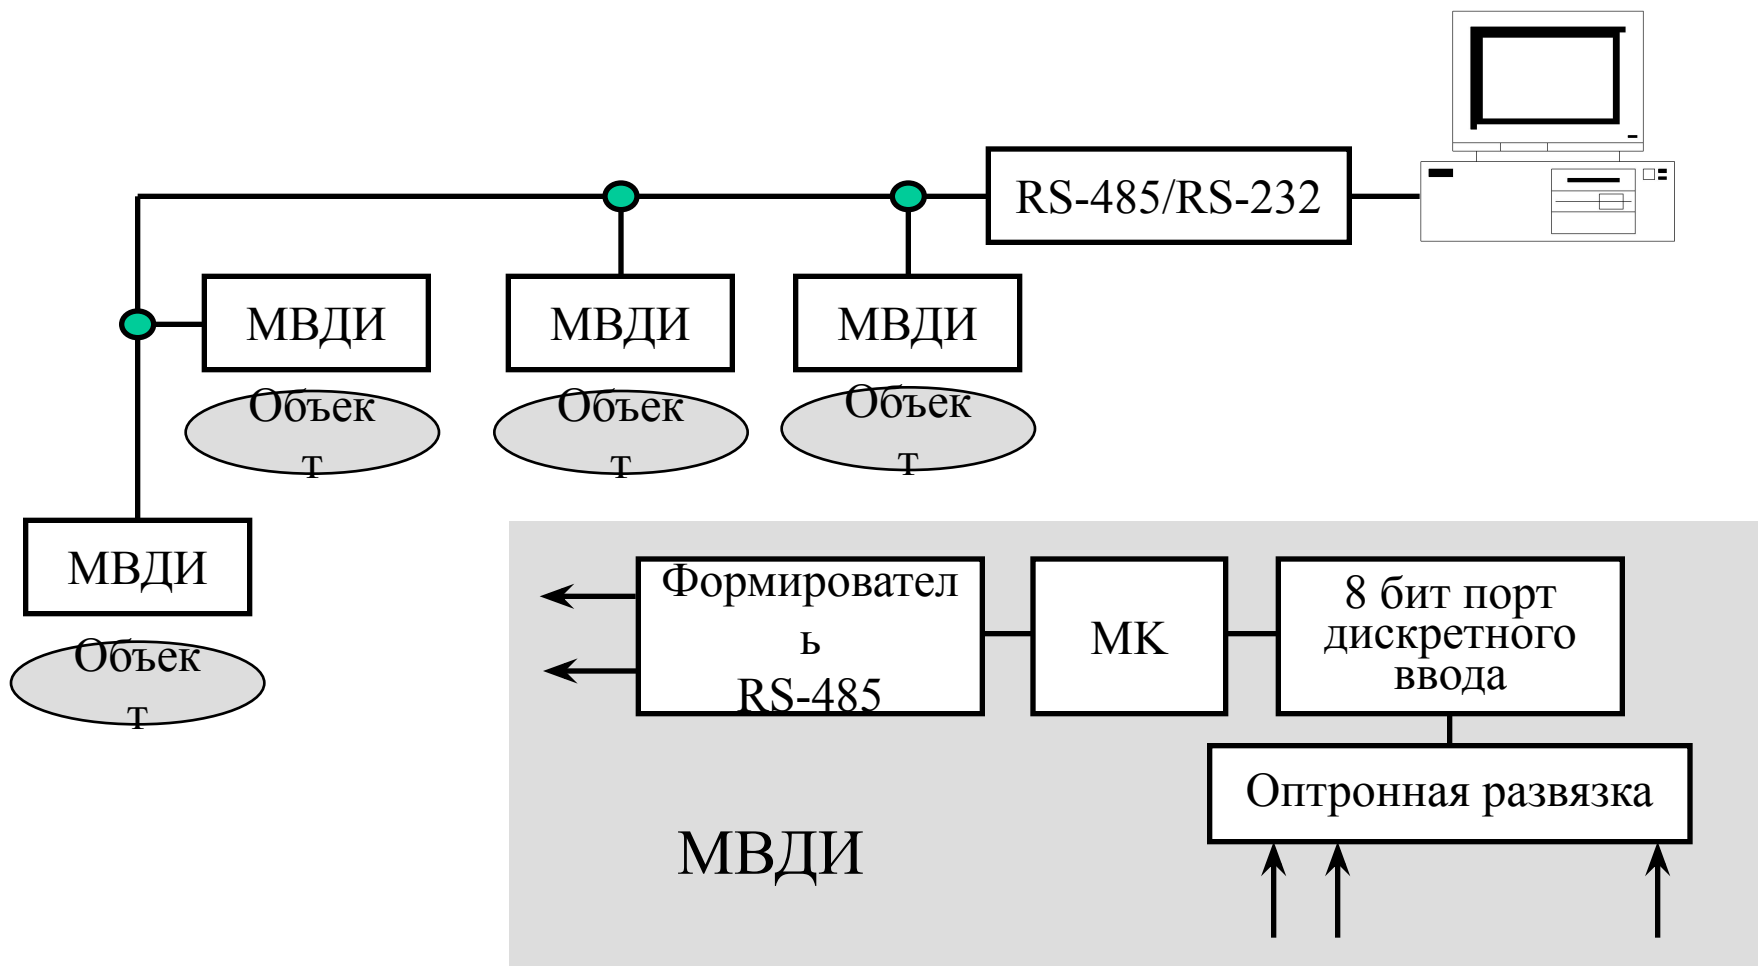 RS-485/RS-232
МВДИ
МВДИ
МВДИ
Объек
т
Объек
т
Объек
т
МВДИ
Объек
т
Формировател
ь
RS-485
МК
8 бит порт
дискретного
ввода
Оптронная развязка
МВДИ